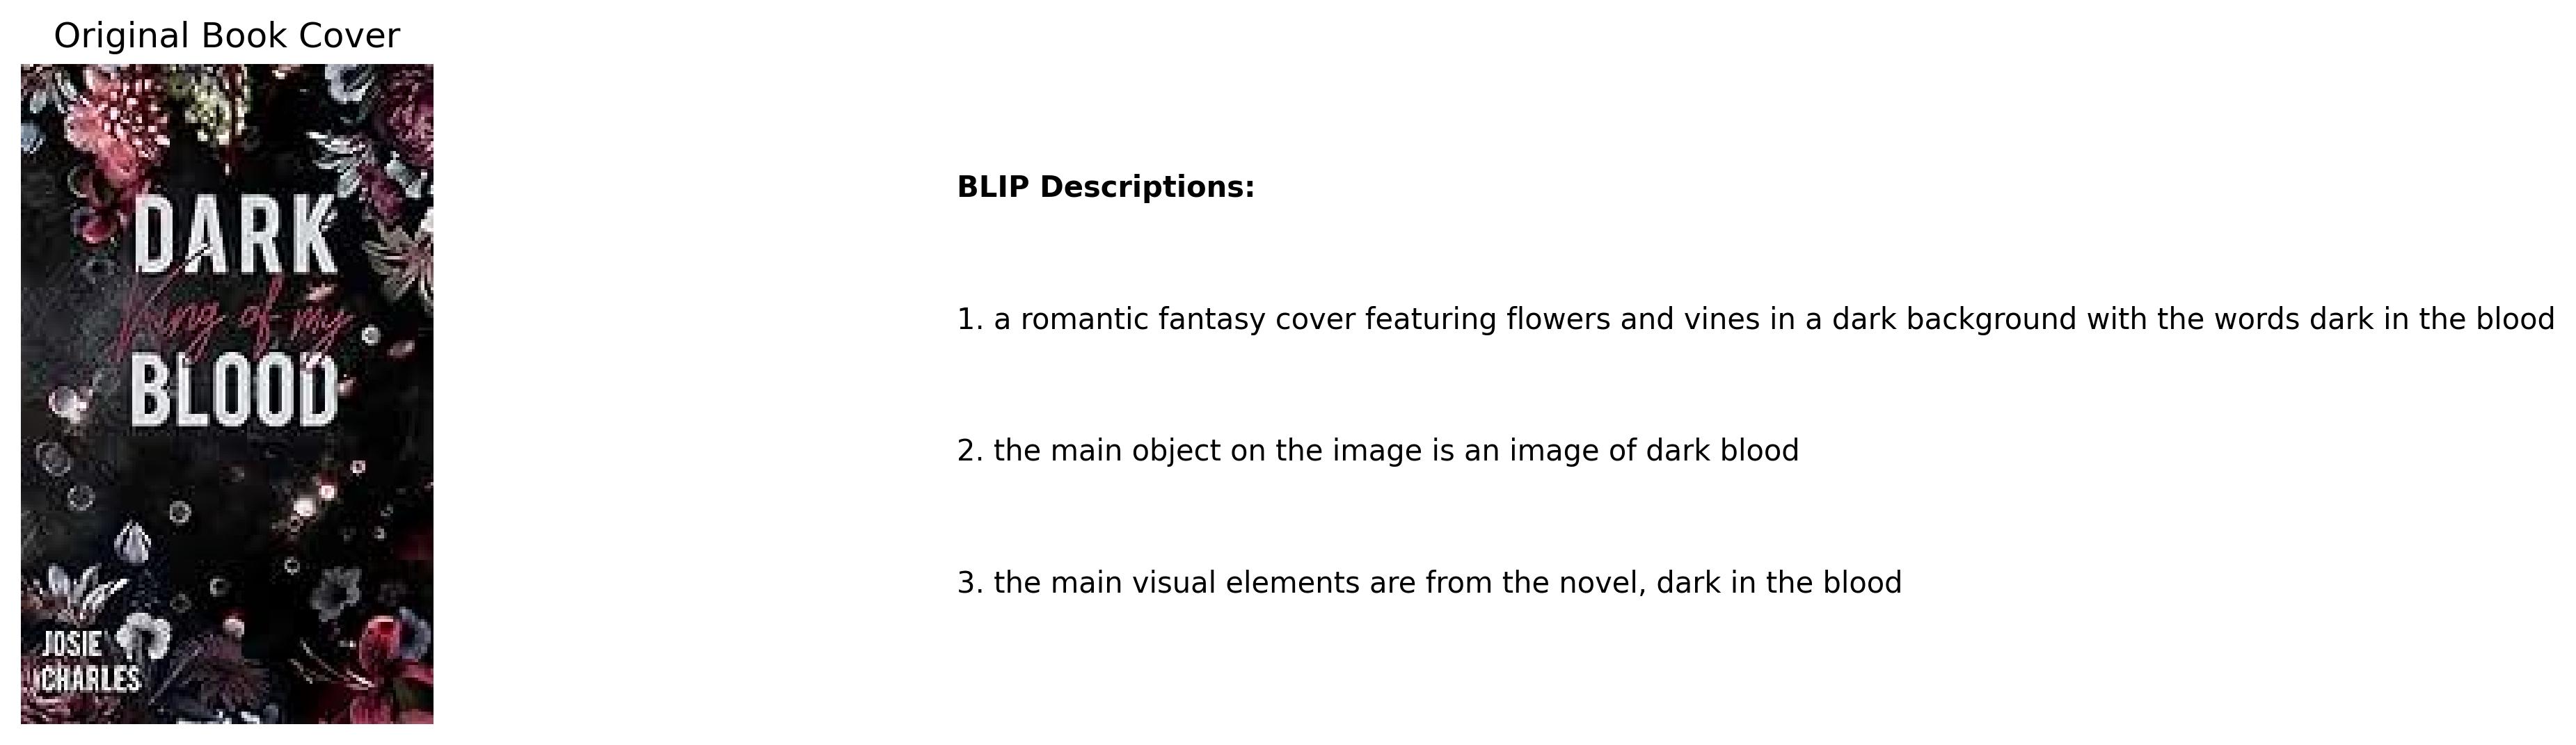 Original Book Cover
DARK
King of my
BLOOD
JOSIE
CHARLES
BLIP Descriptions:
1. a romantic fantasy cover featuring flowers and vines in a dark background with the words dark in the blood
2. the main object on the image is an image of dark blood
3. the main visual elements are from the novel, dark in the blood